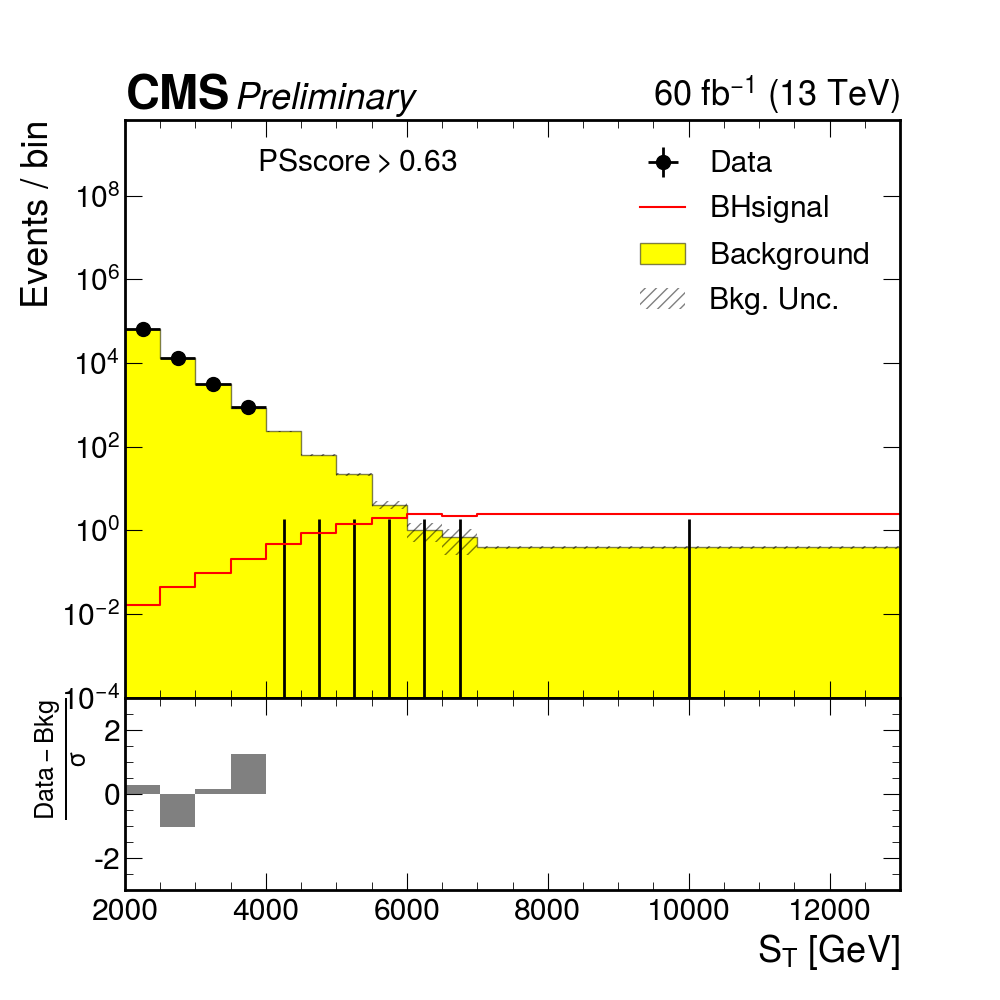 CMS Preliminary
60 fb⁻¹ (13 TeV)
Events / bin
PSscore > 0.63
Data
BHsignal
Background
Bkg. Unc.
10⁸
10⁶
10⁴
10²
10⁰
10⁻²
10⁻⁴
Data – Bkg
σ
2
0
-2
2000 4000 6000 8000 10000 12000
S_T [GeV]